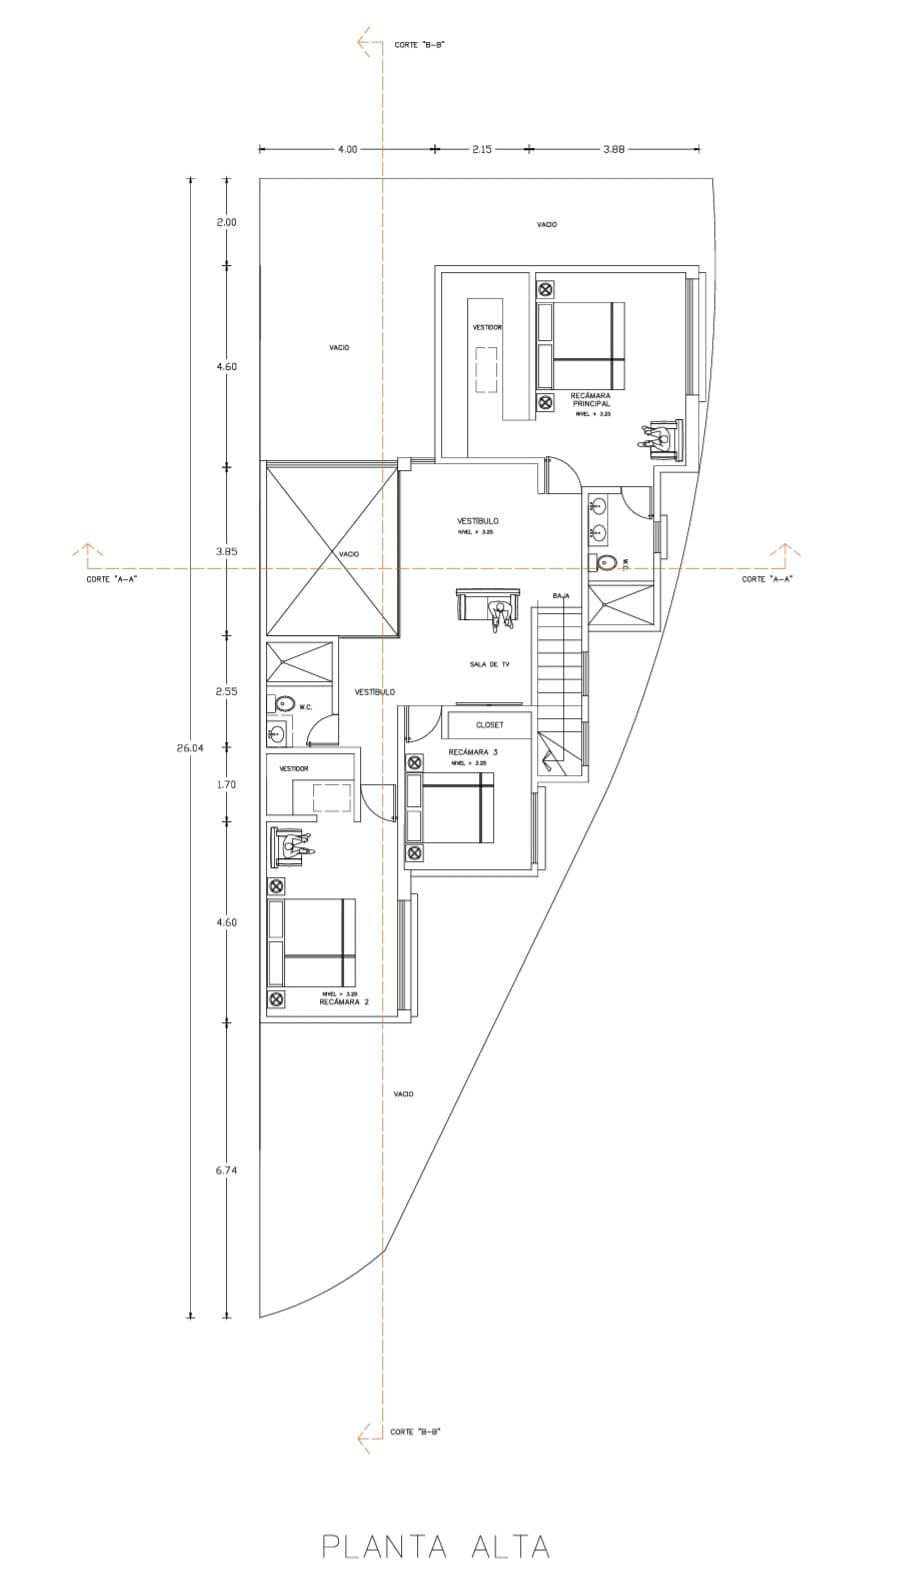 CORTE "B-B"
4.00
2.15
3.88
2.00
VACIO
4.60
VACIO
VESTIDOR
RECÁMARA
PRINCIPAL
NIVEL + 3.25
VESTÍBULO
NIVEL + 3.25
3.85
VACIO
W.C.
CORTE "A-A"
CORTE "A-A"
BAJA
SALA DE TV
2.55
VESTÍBULO
W.C.
CLOSET
26.04
RECÁMARA 3
NIVEL + 3.25
VESTIDOR
1.70
4.60
NIVEL + 3.25
RECÁMARA 2
VACIO
6.74
CORTE "B-B"
PLANTA ALTA